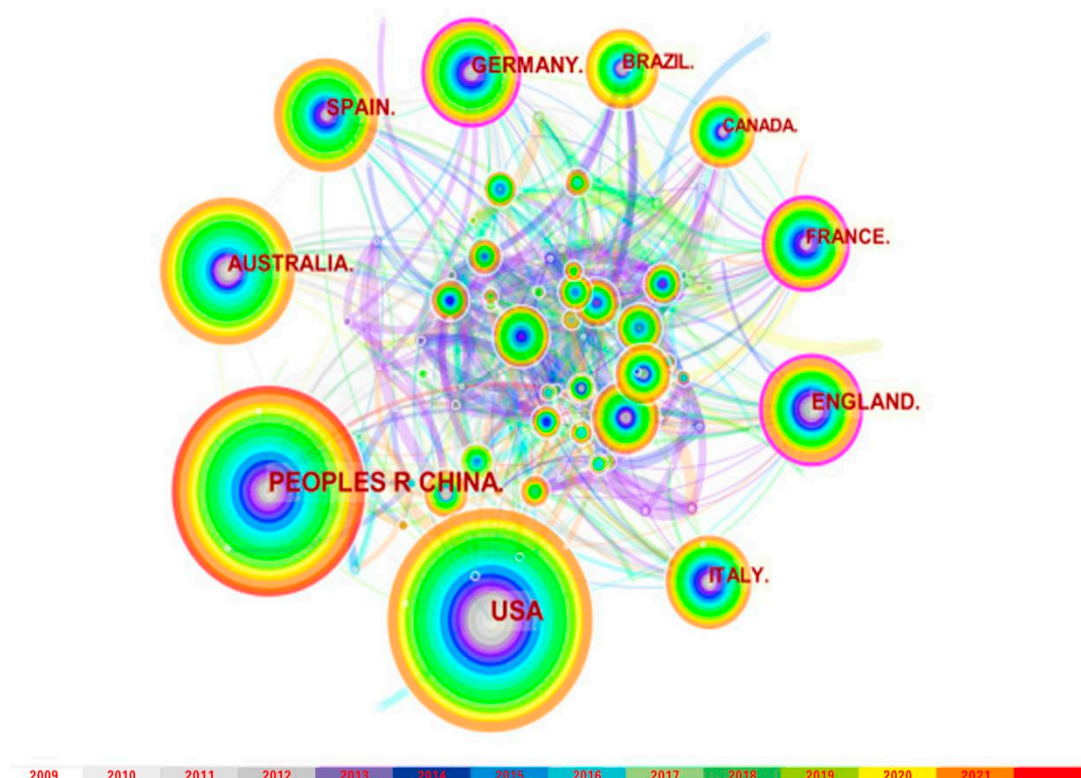 GERMANY.
BRAZIL.
SPAIN.
CANADA.
FRANCE.
AUSTRALIA.
ENGLAND.
PEOPLES R CHINA.
ITALY.
USA
2009 2010 2011 2012 2013 2014 2015 2016 2017 2018 2019 2020 2021